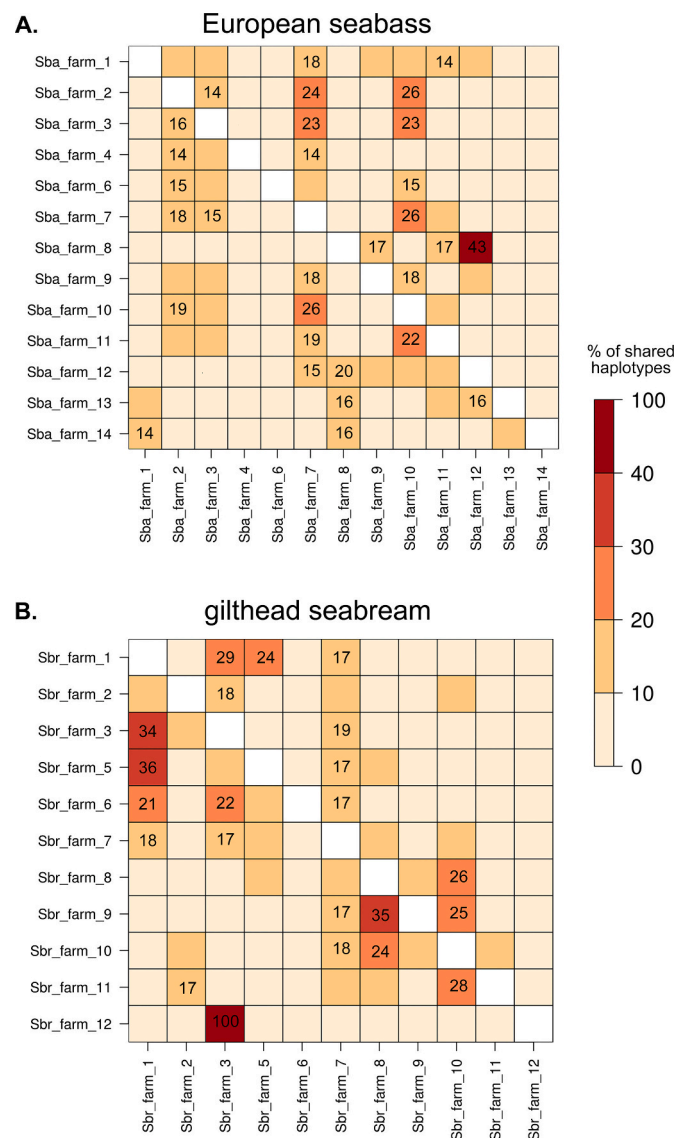 A. European seabass
Sba_farm_1 18 14
Sba_farm_2 14 24 26
Sba_farm_3 16 23 23
Sba_farm_4 14 14
Sba_farm_6 15 15
Sba_farm_7 18 15 26
Sba_farm_8 17 17 43
Sba_farm_9 18 18
Sba_farm_10 19 26
Sba_farm_11 19 22
Sba_farm_12 15 20
Sba_farm_13 16 16
Sba_farm_14 14 16
Sba_farm_1 Sba_farm_2 Sba_farm_3 Sba_farm_4 Sba_farm_6 Sba_farm_7 Sba_farm_8 Sba_farm_9 Sba_farm_10 Sba_farm_11 Sba_farm_12 Sba_farm_13 Sba_farm_14
% of shared
haplotypes
100
40
30
20
10
0
B. gilthead seabream
Sbr_farm_1 29 24 17
Sbr_farm_2 18
Sbr_farm_3 34 19
Sbr_farm_5 36 17
Sbr_farm_6 21 22 17
Sbr_farm_7 18 17
Sbr_farm_8 26
Sbr_farm_9 17 35 25
Sbr_farm_10 18 24
Sbr_farm_11 17 28
Sbr_farm_12 100
Sbr_farm_1 Sbr_farm_2 Sbr_farm_3 Sbr_farm_5 Sbr_farm_6 Sbr_farm_7 Sbr_farm_8 Sbr_farm_9 Sbr_farm_10 Sbr_farm_11 Sbr_farm_12